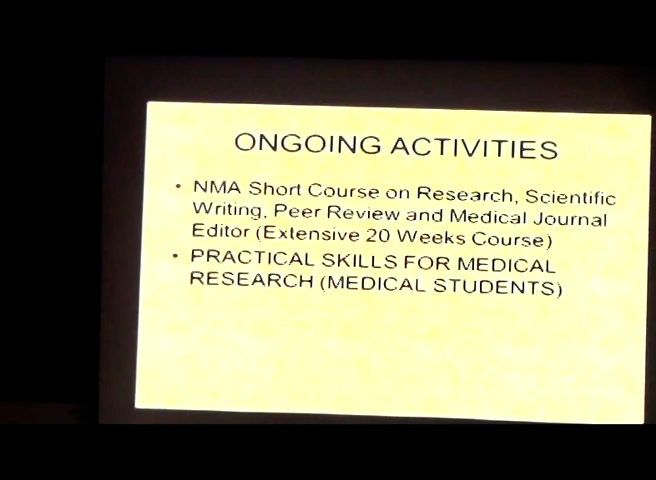 ONGOING ACTIVITIES
• NMA Short Course on Research, Scientific
Writing, Peer Review and Medical Journal
Editor (Extensive 20 Weeks Course)
• PRACTICAL SKILLS FOR MEDICAL
RESEARCH (MEDICAL STUDENTS)